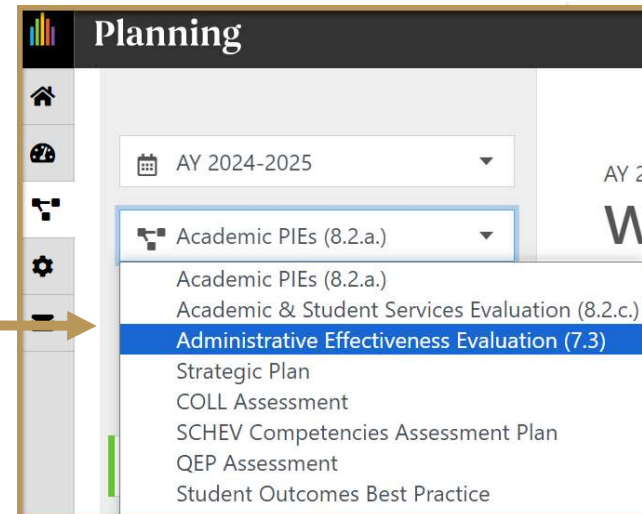 Planning
AY 2024-2025
AY 2
Academic PIEs (8.2.a.)
W
Academic PIEs (8.2.a.)
Academic & Student Services Evaluation (8.2.c.)
Administrative Effectiveness Evaluation (7.3)
Strategic Plan
COLL Assessment
SCHEV Competencies Assessment Plan
QEP Assessment
Student Outcomes Best Practice